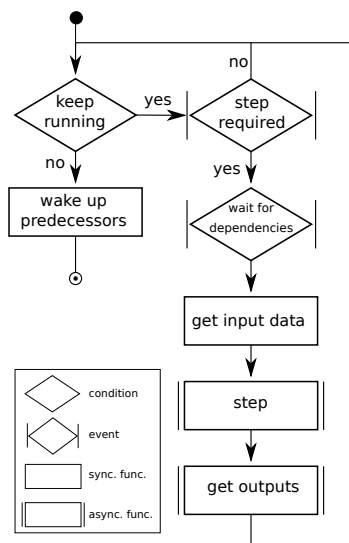 no
keep
running
yes
step
required
no
yes
wake up
predecessors
wait for
dependencies
get input data
condition
step
event
sync. func.
get outputs
async. func.